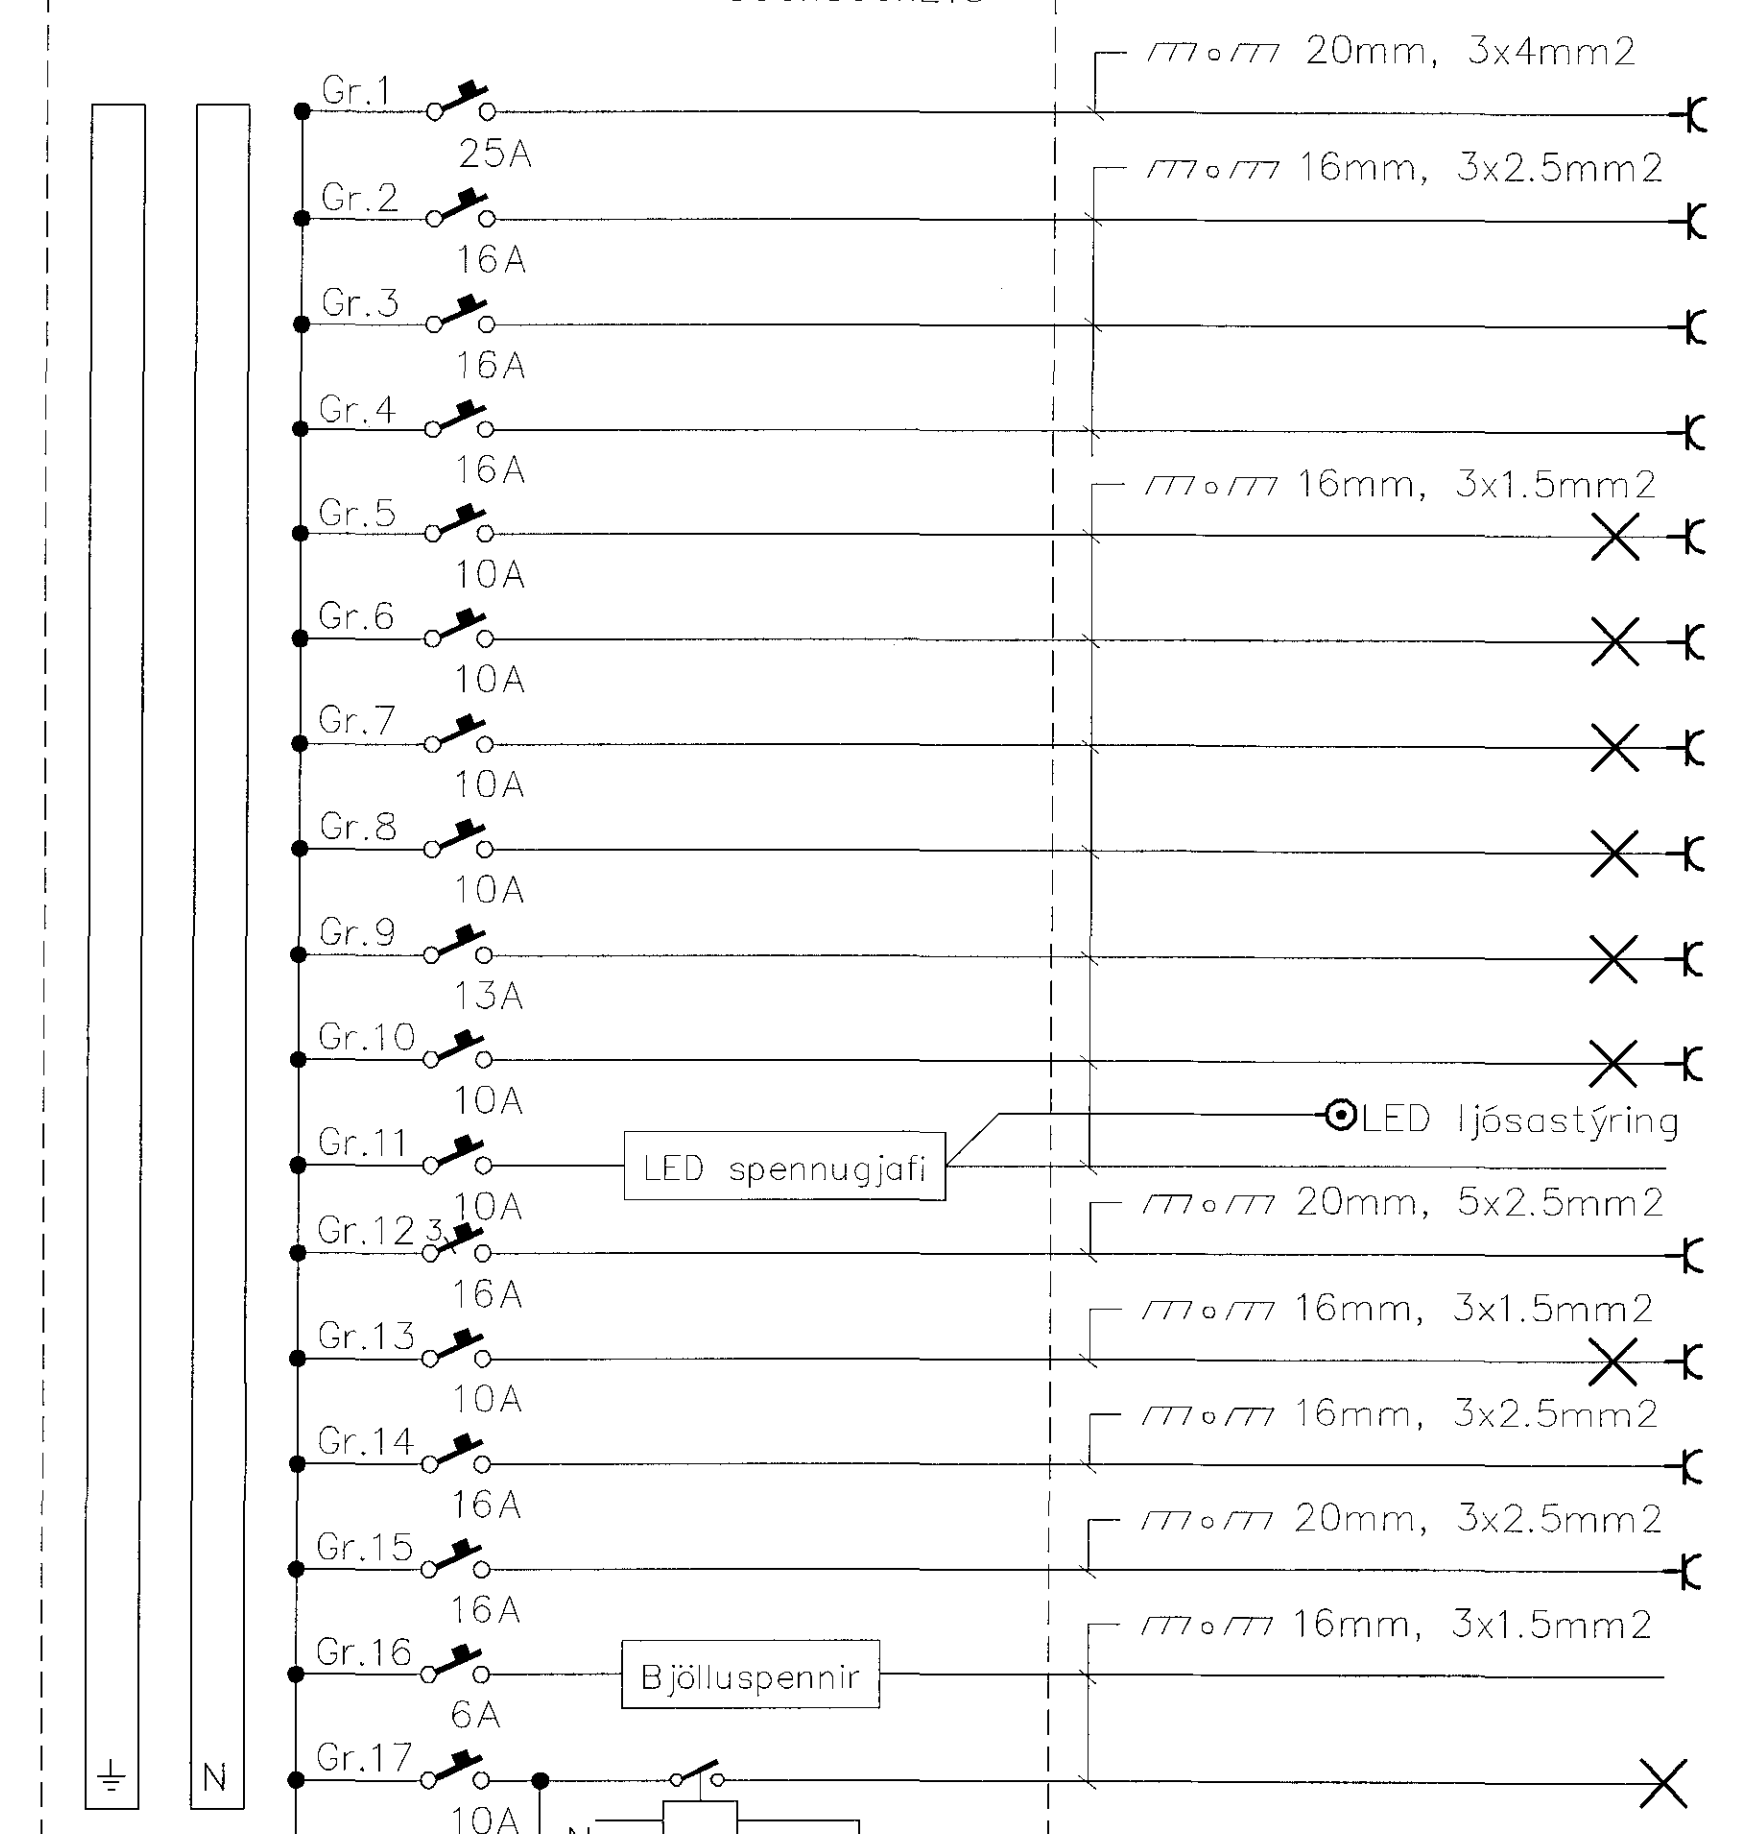 20mm, 3x4mm2
Gr.1
25A
16mm, 3x2.5mm2
Gr.2
16A
Gr.3
16A
Gr.4
16A
16mm, 3x1.5mm2
Gr.5
10A
Gr.6
10A
Gr.7
10A
Gr.8
10A
Gr.9
13A
Gr.10
10A
LED ljósastýring
Gr.11
LED spennugjafi
10A
20mm, 5x2.5mm2
Gr.12 3
16A
16mm, 3x1.5mm2
Gr.13
10A
16mm, 3x2.5mm2
Gr.14
16A
20mm, 3x2.5mm2
Gr.15
16A
16mm, 3x1.5mm2
Gr.16
Bjölluspennir
6A
Gr.17
N
10A
N